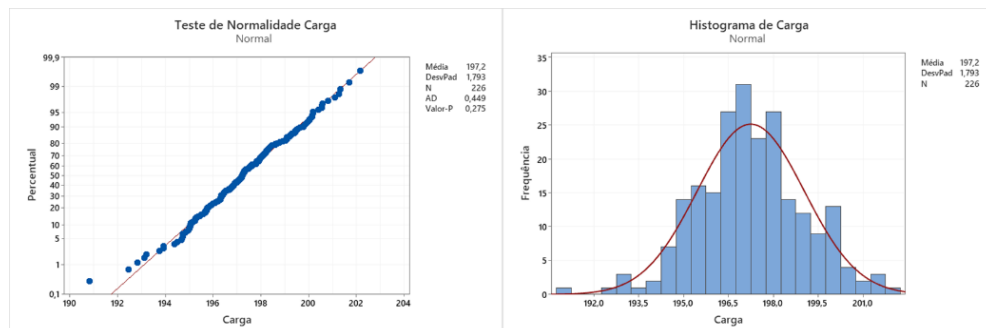 Teste de Normalidade Carga
Normal
99,9
99
95
90
80
70
60
50
40
30
20
10
5
1
0,1
Percentual
190 192 194 196 198 200 202 204
Carga
Média 197,2
DesvPad 1,793
N 226
AD 0,449
Valor-P 0,275
Histograma de Carga
Normal
35
30
25
20
15
10
5
0
Frequência
192.0 193,5 195,0 196,5 198,0 199,5 201,0
Carga
Média 197,2
DesvPad 1,793
N 226